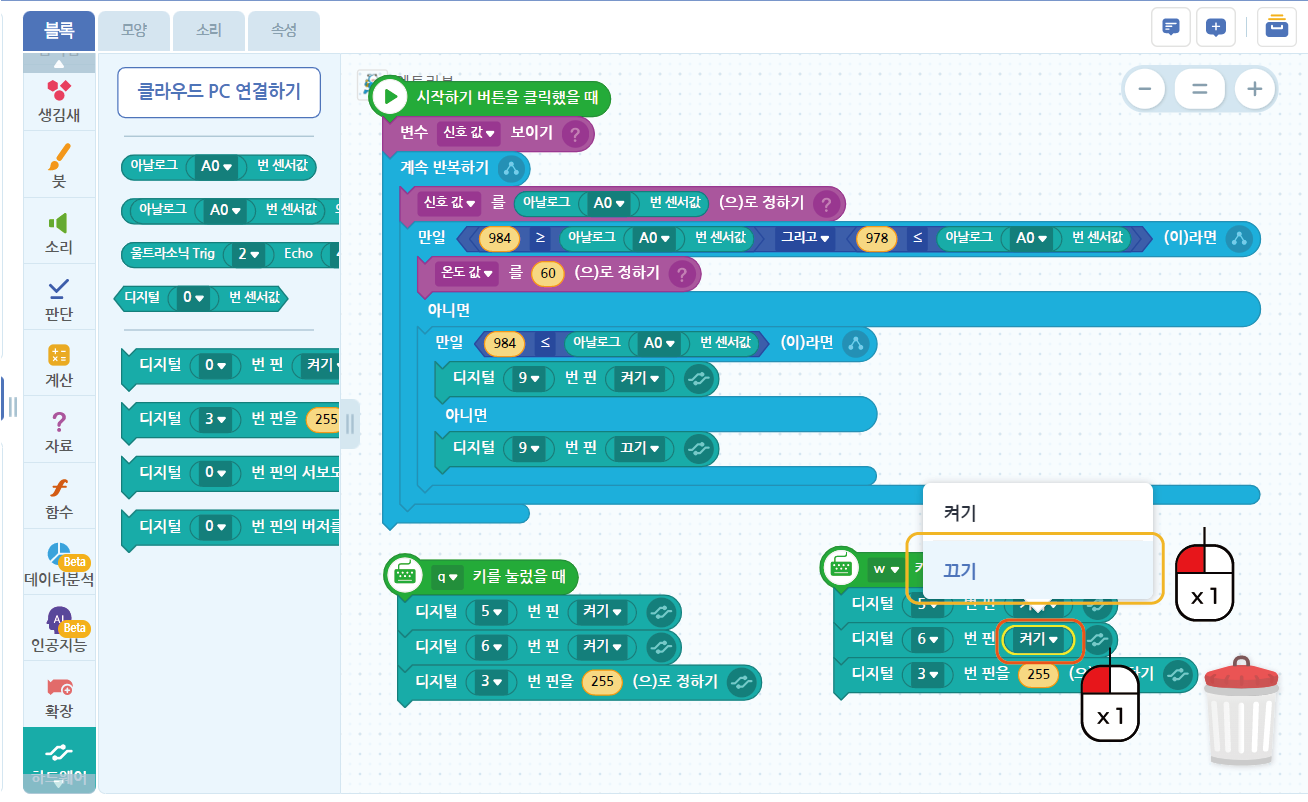 블록 모양 소리 속성
생김새
붓
소리
판단
계산
자료
함수
Beta
데이터분석
AI
Beta
인공지능
확장
하드웨어
클라우드 PC 연결하기
아날로그 A0 번 센서값
아날로그 A0 번 센서값
울트라소닉 Trig 2 Echo
디지털 0 번 센서값
디지털 0 번 핀 켜기
디지털 3 번 핀을 255
디지털 0 번 핀의 서보모
디지털 0 번 핀의 버저를
시작하기 버튼을 클릭했을 때
변수 신호 값 보이기 ?
계속 반복하기
신호 값 를 아날로그 A0 번 센서값 (으)로 정하기 ?
만일 984 ≥ 아날로그 A0 번 센서값 그리고 978 ≤ 아날로그 A0 번 센서값 (이)라면
온도 값 를 60 (으)로 정하기 ?
아니면
만일 984 ≤ 아날로그 A0 번 센서값 (이)라면
디지털 9 번 핀 켜기
아니면
디지털 9 번 핀 끄기
q 키를 눌렀을 때
디지털 5 번 핀 켜기
디지털 6 번 핀 켜기
디지털 3 번 핀을 255 (으)로 정하기
켜기
끄기
x 1
w
디지털 5 번 핀
디지털 6 번 핀 켜기
디지털 3 번 핀을 255
x 1